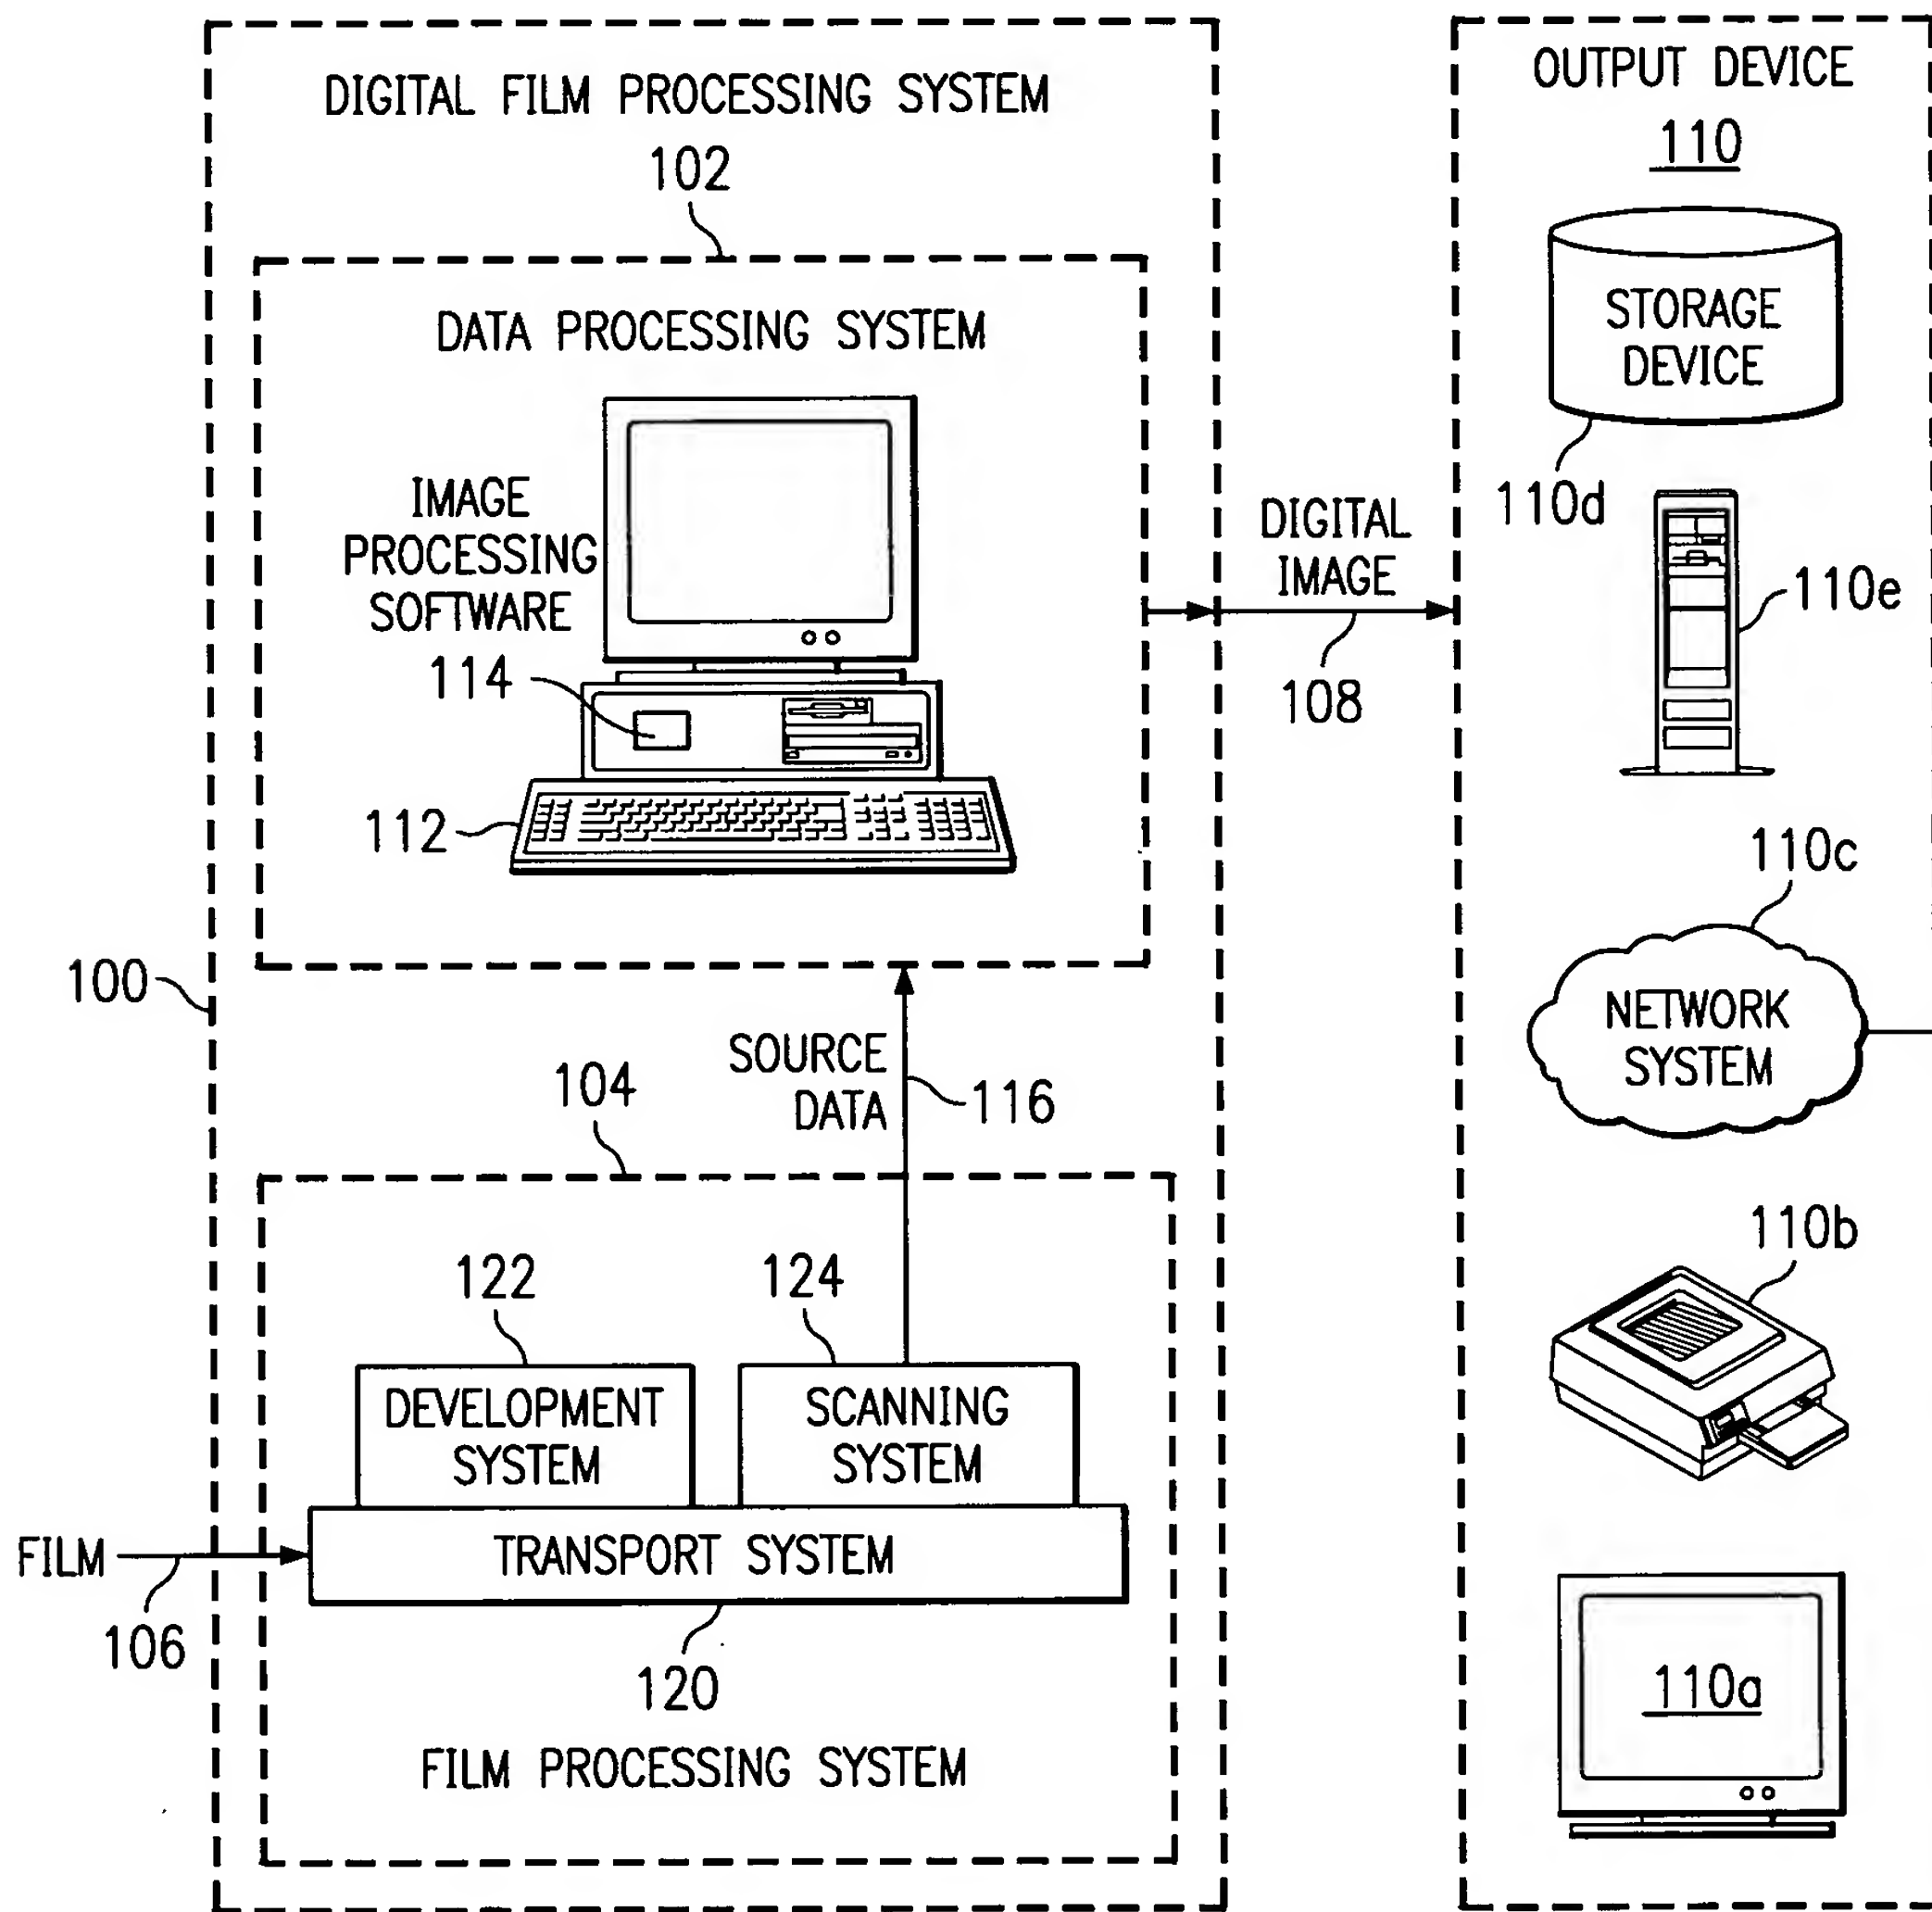 DIGITAL FILM PROCESSING SYSTEM
102
DATA PROCESSING SYSTEM
IMAGE
PROCESSING
SOFTWARE
114
112
100
SOURCE
DATA
116
104
122
124
DEVELOPMENT
SYSTEM
SCANNING
SYSTEM
FILM
TRANSPORT SYSTEM
106
120
FILM PROCESSING SYSTEM
DIGITAL
IMAGE
108
OUTPUT DEVICE
110
STORAGE
DEVICE
110d
110e
110c
NETWORK
SYSTEM
110b
110a